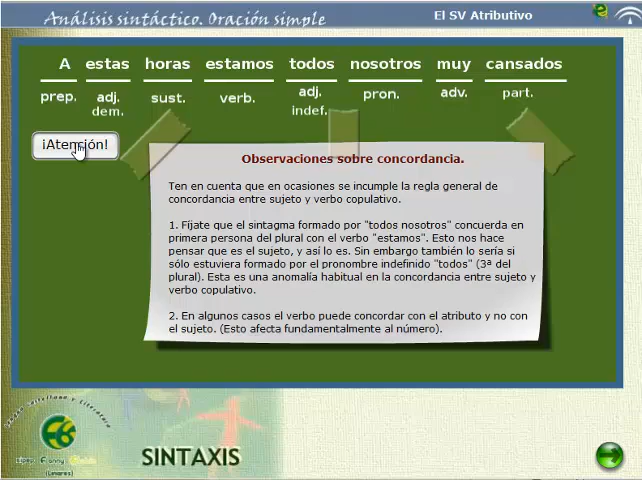 Análisis sintáctico. Oración simple
El SV Atributivo
A estas horas estamos todos nosotros muy cansados
prep. adj. dem. sust. verb. adj. indef. pron. adv. part.
¡Atención!
Observaciones sobre concordancia.
Ten en cuenta que en ocasiones se incumple la regla general de
concordancia entre sujeto y verbo copulativo.
1. Fíjate que el sintagma formado por "todos nosotros" concuerda en
primera persona del plural con el verbo "estamos". Esto nos hace
pensar que es el sujeto, y así lo es. Sin embargo también lo sería si
sólo estuviera formado por el pronombre indefinido "todos" (3ª del
plural). Esta es una anomalía habitual en la concordancia entre sujeto y
verbo copulativo.
2. En algunos casos el verbo puede concordar con el atributo y no con
el sujeto. (Esto afecta fundamentalmente al número).
Lengua Castellana y Literatura
(Linares)
SINTAXIS